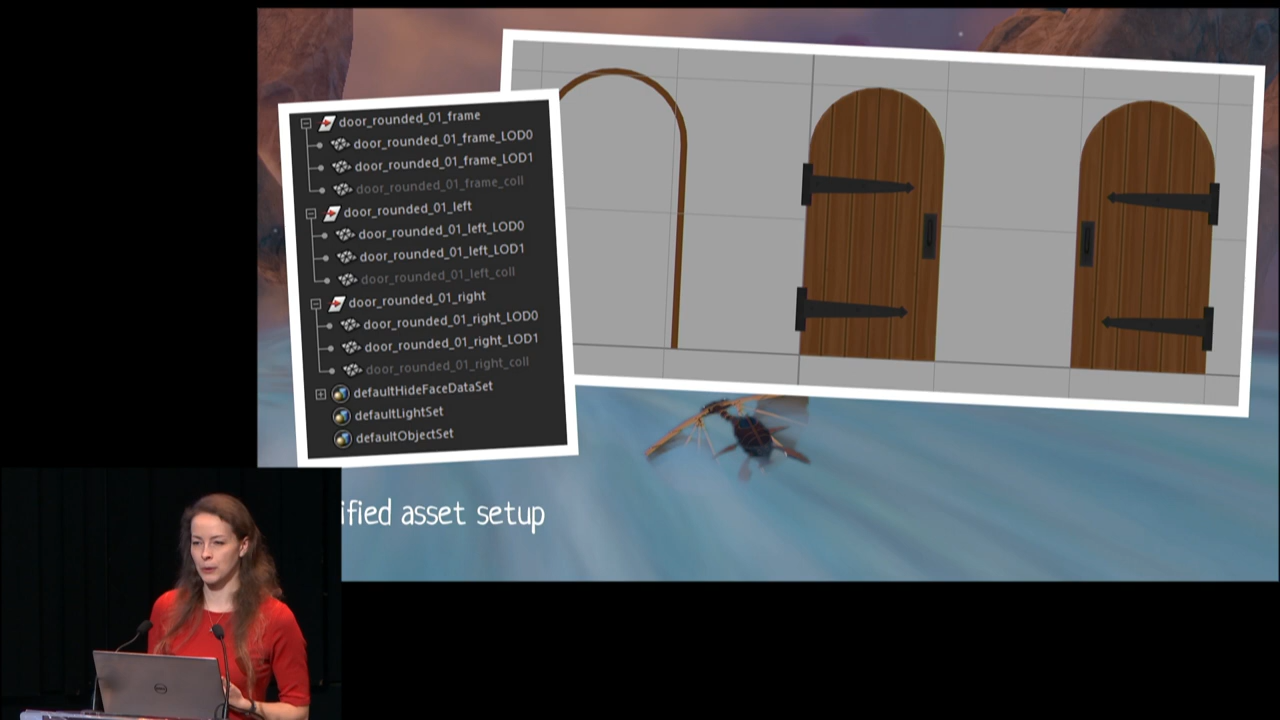 door_rounded_01_frame
door_rounded_01_frame_LOD0
door_rounded_01_frame_LOD1
door_rounded_01_frame_coll
door_rounded_01_left
door_rounded_01_left_LOD0
door_rounded_01_left_LOD1
door_rounded_01_left_coll
door_rounded_01_right
door_rounded_01_right_LOD0
door_rounded_01_right_LOD1
door_rounded_01_right_coll
defaultHideFaceDataSet
defaultLightSet
defaultObjectSet
ified asset setup